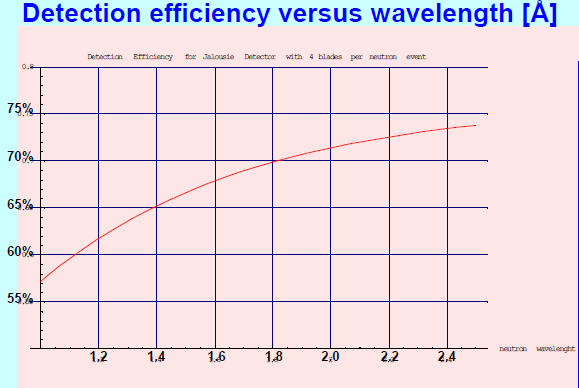 Detection efficiency versus wavelength [Å]
Detection Efficiency for Jalousie Detector with 4 blades per neutron event
0.8
75%
70%
65%
60%
55%
1,2 1,4 1,6 1,8 2,0 2,2 2,4
neutron wavelenght